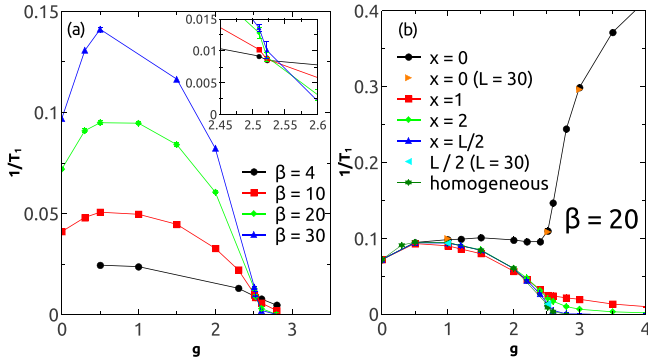 (a)
0.015
0.01
0.005
0
2.45
2.5
2.55
2.6
0.15
0.1
0.05
0
1/T1
β = 4
β = 10
β = 20
β = 30
0
1
2
3
g
(b)
0.4
0.3
0.2
0.1
0
1/T1
x = 0
x = 0 (L = 30)
x = 1
x = 2
x = L/2
L / 2 (L = 30)
homogeneous
β = 20
0
1
2
3
4
g